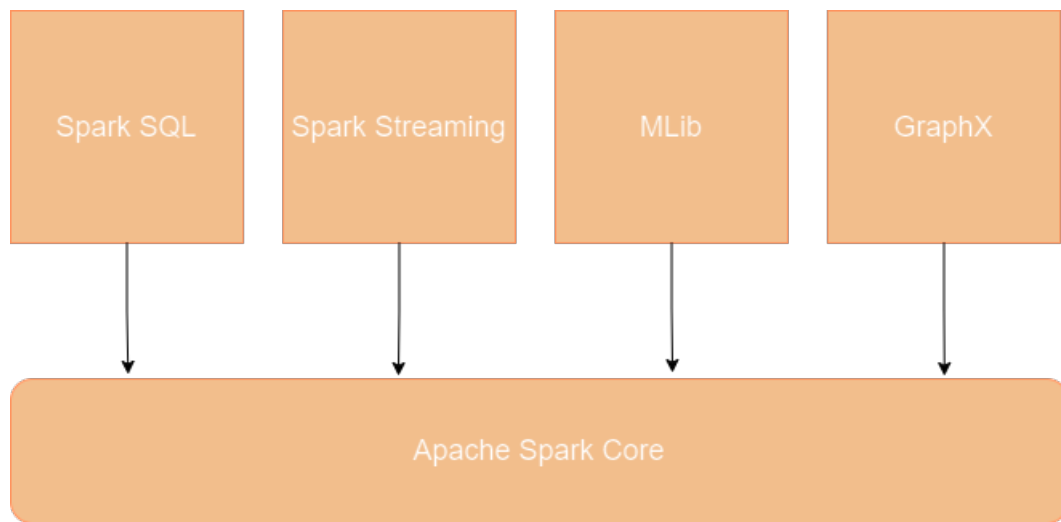 Spark SQL
Spark Streaming
MLib
GraphX
Apache Spark Core